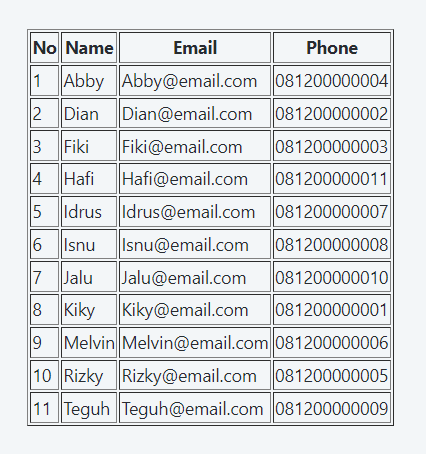 No Name Email Phone
1 Abby Abby@email.com 081200000004
2 Dian Dian@email.com 081200000002
3 Fiki Fiki@email.com 081200000003
4 Hafi Hafi@email.com 081200000011
5 Idrus Idrus@email.com 081200000007
6 Isnu Isnu@email.com 081200000008
7 Jalu Jalu@email.com 081200000010
8 Kiky Kiky@email.com 081200000001
9 Melvin Melvin@email.com 081200000006
10 Rizky Rizky@email.com 081200000005
11 Teguh Teguh@email.com 081200000009